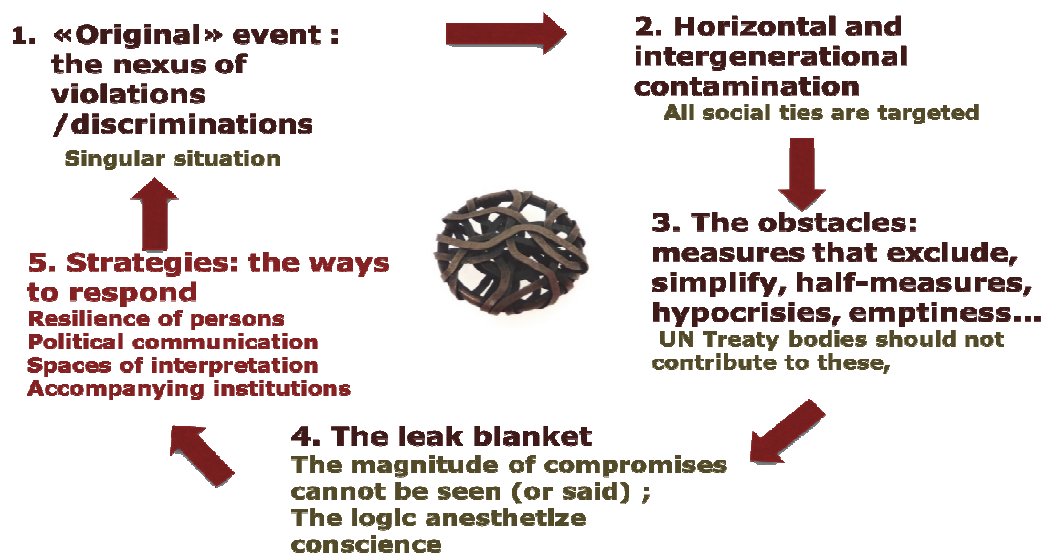 1. «Original» event :
the nexus of
violations
/discriminations
Singular situation
2. Horizontal and
intergenerational
contamination
All social ties are targeted
3. The obstacles:
measures that exclude,
simplify, half-measures,
hypocrisies, emptiness...
UN Treaty bodies should not
contribute to these,
4. The leak blanket
The magnitude of compromises
cannot be seen (or said) ;
The logic anesthetize
conscience
5. Strategies: the ways
to respond
Resilience of persons
Political communication
Spaces of interpretation
Accompanying institutions